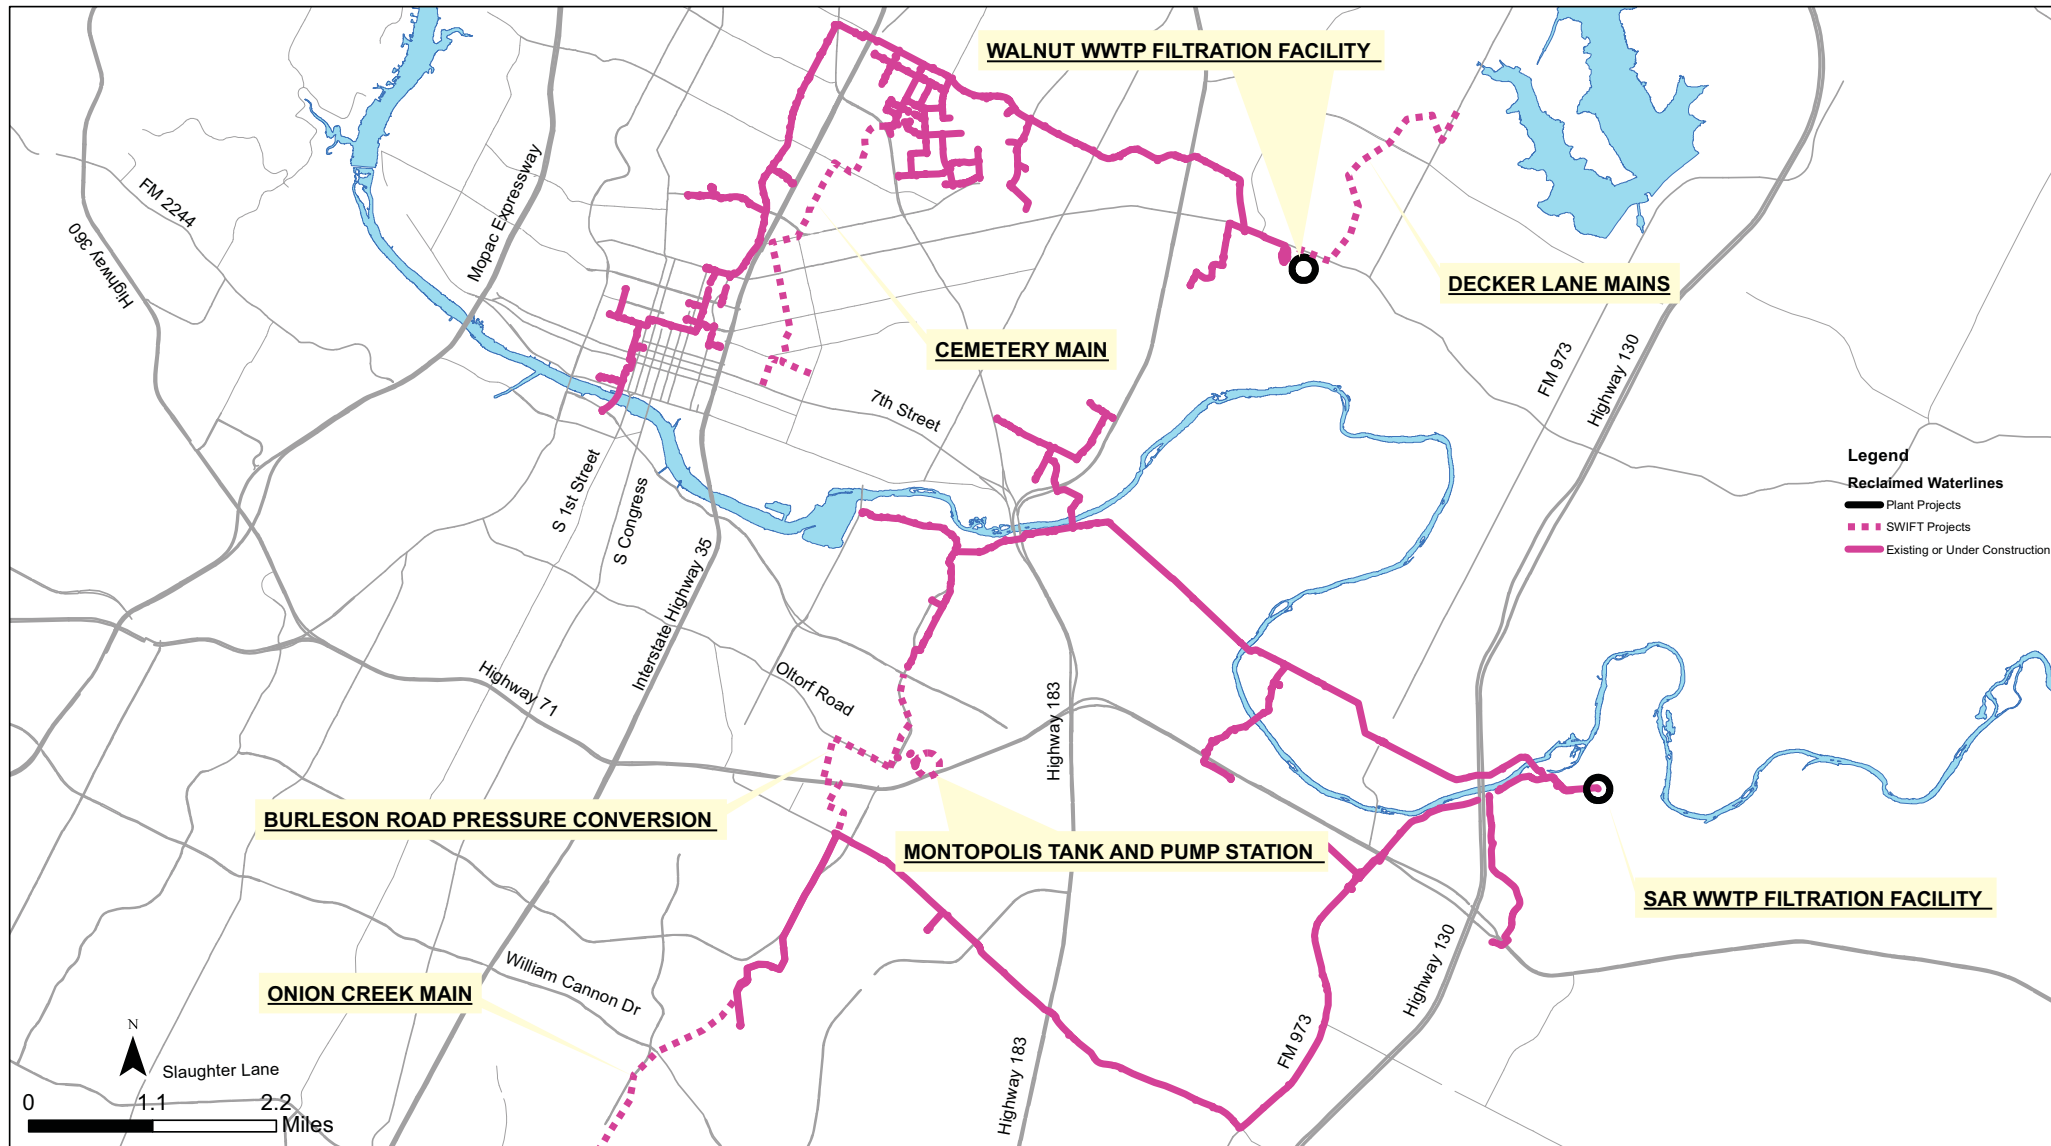 WALNUT WWTP FILTRATION FACILITY
Mopac Expressway
FM 2244
Highway 360
DECKER LANE MAINS
CEMETERY MAIN
FM 973
Highway 130
7th Street
Legend
Reclaimed Waterlines
Plant Projects
SWIFT Projects
Existing or Under Construction
S 1st Street
S Congress
Interstate Highway 35
Highway 71
Oltorf Road
Highway 183
BURLESON ROAD PRESSURE CONVERSION
MONTOPOLIS TANK AND PUMP STATION
SAR WWTP FILTRATION FACILITY
Highway 130
William Cannon Dr
ONION CREEK MAIN
FM 973
Highway 183
N
Slaughter Lane
0 1.1 2.2
Miles